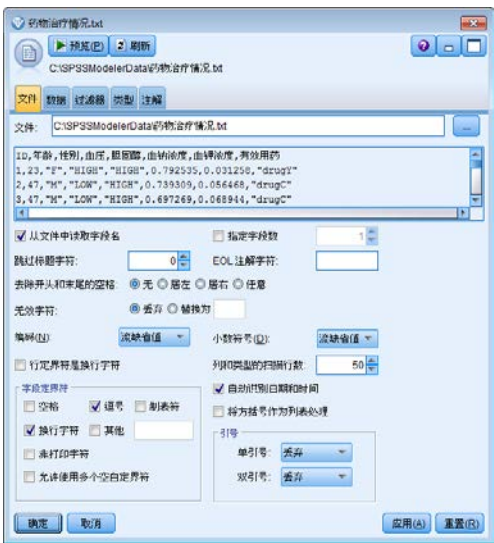 药物治疗情况.txt
预览(P) 2 刷新
C:\SPSSModelerData\药物治疗情况.txt
文件 数据 过滤器 类型 注解
文件: C:\SPSSModelerData\药物治疗情况.txt ...
ID,年龄,性别,血压,胆固醇,血钠浓度,血钾浓度,有效用药
1,23,"F","HIGH","HIGH",0.792535,0.031258,"drugY"
2,47,"M","LOW","HIGH",0.739309,0.056468,"drugC"
3,47,"M","LOW","HIGH",0.697269,0.068944,"drugC"
从文件中读取字段名 指定字段数 1
跳过标题字符: 0 EOL 注解字符:
去除开头和末尾的空格: 无 居左 居右 任意
无效字符: 丢弃 替换为
编码(N): 流缺省值 小数符号(D): 流缺省值
行定界符是换行字符 列和类型的扫描行数: 50
字段定界符 自动识别日期和时间
空格 逗号 制表符 将方括号作为列表处理
换行字符 其他 引号
非打印字符 单引号: 丢弃
允许使用多个空白定界符 双引号: 丢弃
确定 取消 应用(A) 重置(R)